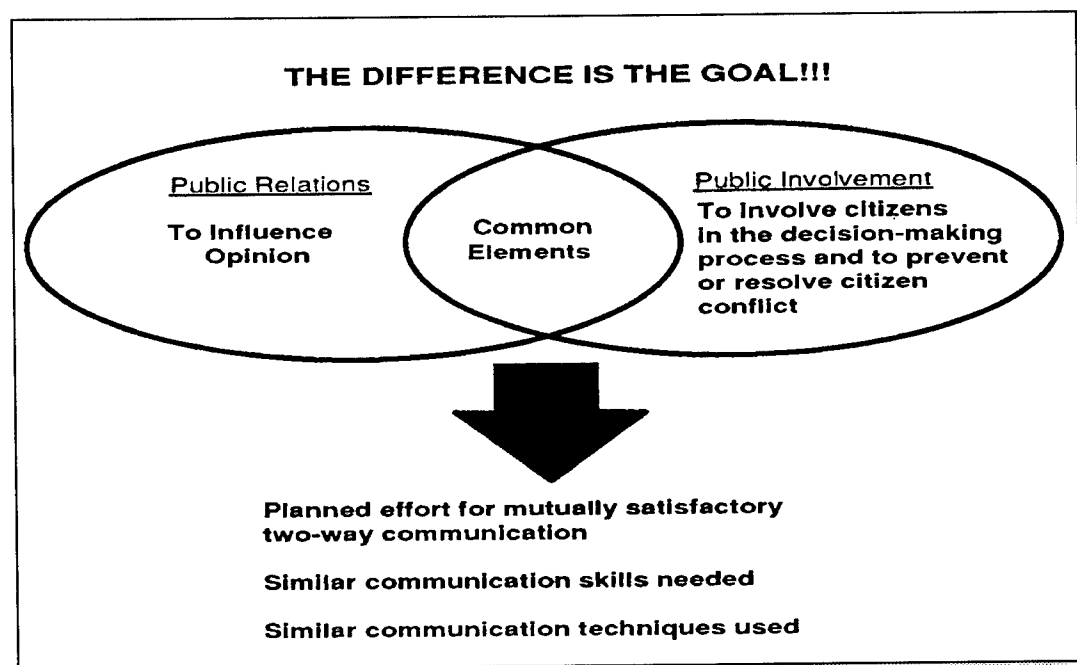 THE DIFFERENCE IS THE GOAL!!!
Public Relations
To Influence
Opinion
Common
Elements
Public Involvement
To Involve citizens
in the decision-making
process and to prevent
or resolve citizen
conflict
Planned effort for mutually satisfactory
two-way communication
Similar communication skills needed
Similar communication techniques used